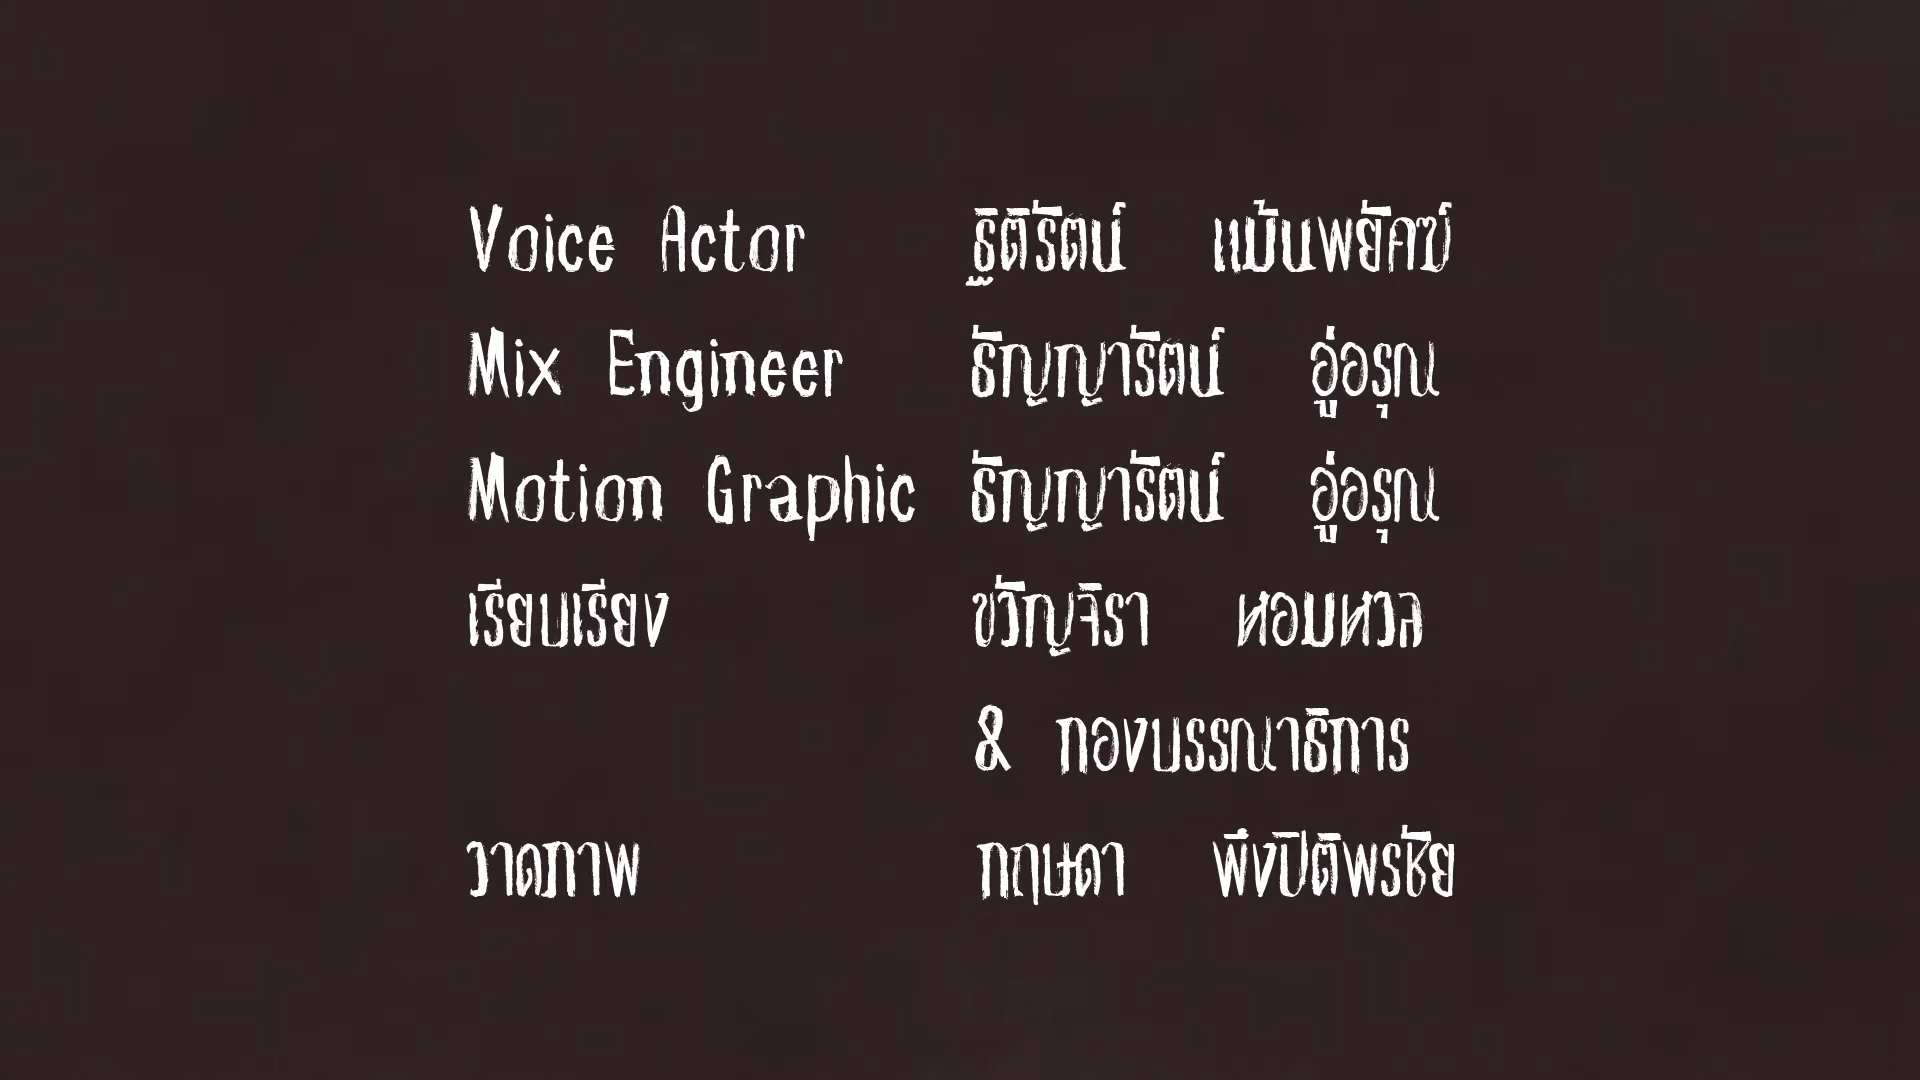 Voice Actor ฐิติรัตน์ แม้นพยัคฆ์
Mix Engineer ธัญญารัตน์ อู่อรุณ
Motion Graphic ธัญญารัตน์ อู่อรุณ
เรียบเรียง ขวัญจิรา หอมหวล
& กองบรรณาธิการ
วาดภาพ กฤษดา พึงปิติพรชัย